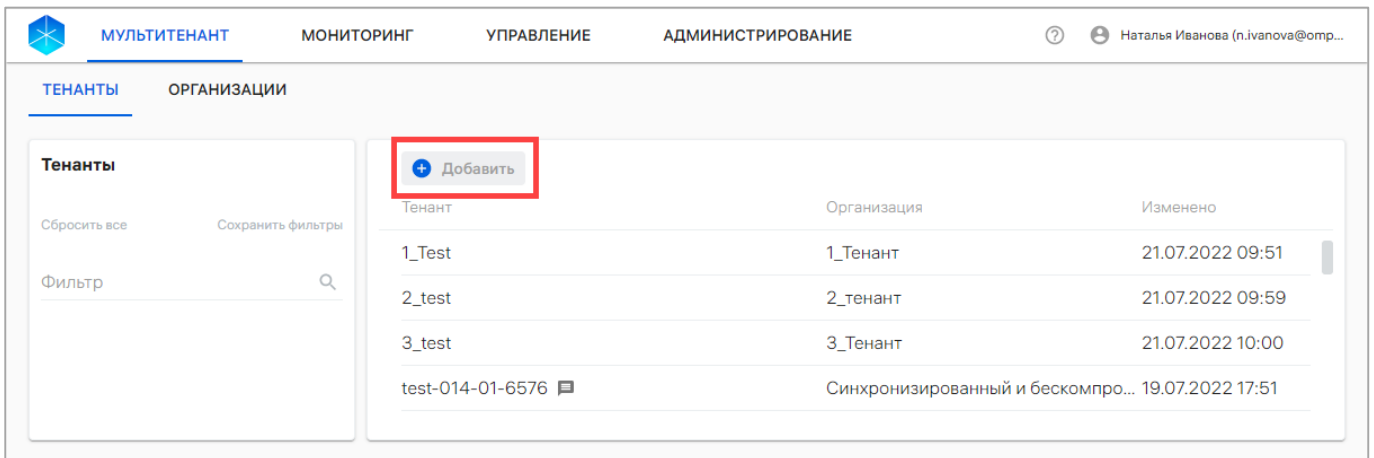 МУЛЬТИТЕНАНТ МОНИТОРИНГ УПРАВЛЕНИЕ АДМИНИСТРИРОВАНИЕ Наталья Иванова (n.ivanova@omp...
ТЕНАНТЫ ОРГАНИЗАЦИИ
Тенанты
Сбросить все Сохранить фильтры
Фильтр
Добавить
Тенант Организация Изменено
1_Test 1_Тенант 21.07.2022 09:51
2_test 2_тенант 21.07.2022 09:59
3_test 3_Тенант 21.07.2022 10:00
test-014-01-6576 Синхронизированный и бескомпро... 19.07.2022 17:51